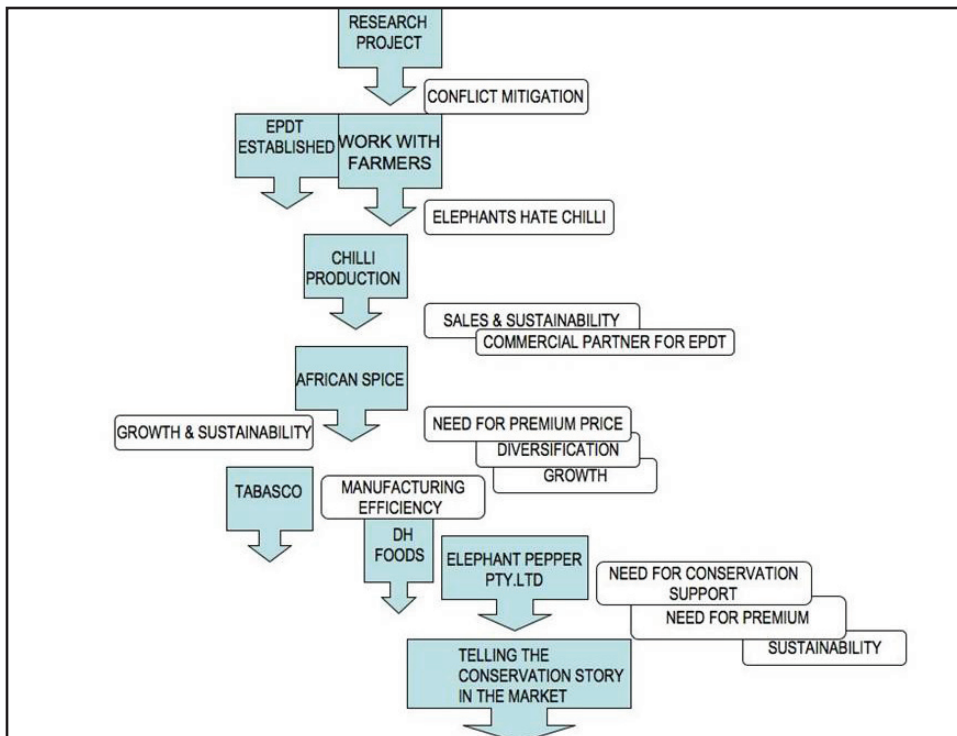 RESEARCH
PROJECT
CONFLICT MITIGATION
EPDT
ESTABLISHED
WORK WITH
FARMERS
ELEPHANTS HATE CHILLI
CHILLI
PRODUCTION
SALES & SUSTAINABILITY
COMMERCIAL PARTNER FOR EPDT
AFRICAN SPICE
GROWTH & SUSTAINABILITY
NEED FOR PREMIUM PRICE
DIVERSIFICATION
GROWTH
TABASCO
MANUFACTURING
EFFICIENCY
DH
FOODS
ELEPHANT PEPPER
PTY.LTD
NEED FOR CONSERVATION
SUPPORT
NEED FOR PREMIUM
SUSTAINABILITY
TELLING THE
CONSERVATION STORY
IN THE MARKET